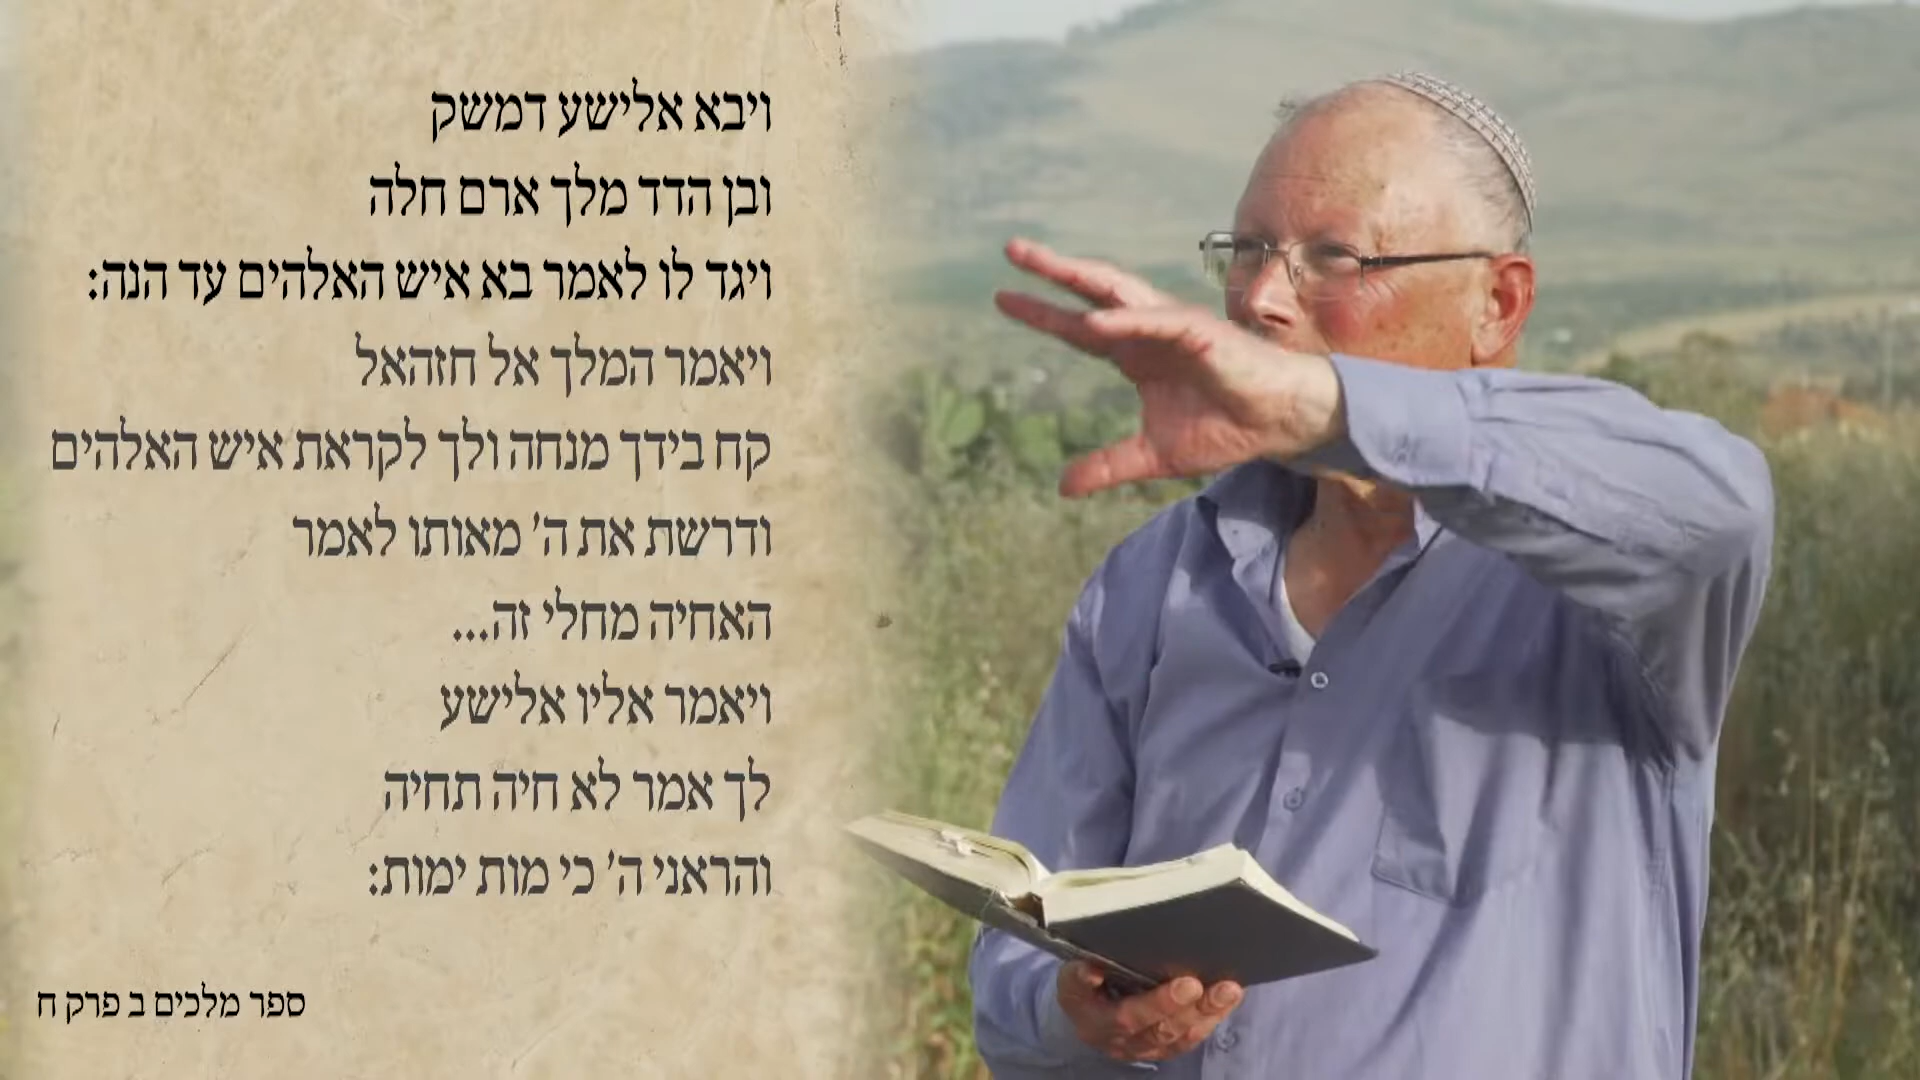 ויבא אלישע דמשק
ובן הדד מלך ארם חלה
ויגד לו לאמר בא איש האלהים עד הנה:
ויאמר המלך אל חזהאל
קח בידך מנחה ולך לקראת איש האלהים
ודרשת את ה' מאותו לאמר
האחיה מחלי זה...
ויאמר אליו אלישע
לך אמר לא חיה תחיה
והראני ה' כי מות ימות:
ספר מלכים ב פרק ח